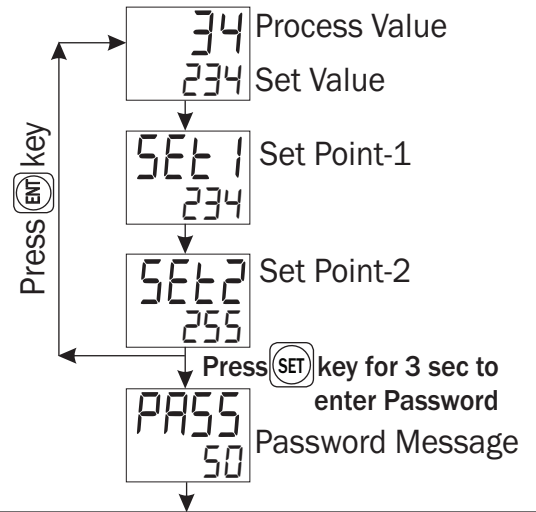 34 Process Value
234 Set Value
Press ENT key
SEt 1 Set Point-1
234
SEt2 Set Point-2
255
Press SET key for 3 sec to
enter Password
PASS
Password Message
50